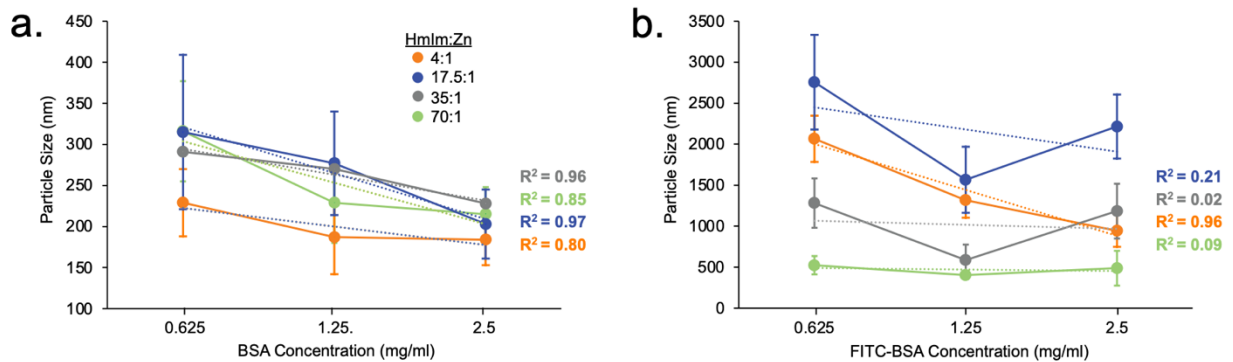 a.
450
400
350
300
250
200
150
100
Particle Size (nm)
HmIm:Zn
4:1
17.5:1
35:1
70:1
R² = 0.96
R² = 0.85
R² = 0.97
R² = 0.80
0.625
1.25.
2.5
BSA Concentration (mg/ml)
b.
3500
3000
2500
2000
1500
1000
500
0
Particle Size (nm)
R² = 0.21
R² = 0.02
R² = 0.96
R² = 0.09
0.625
1.25
2.5
FITC-BSA Concentration (mg/ml)